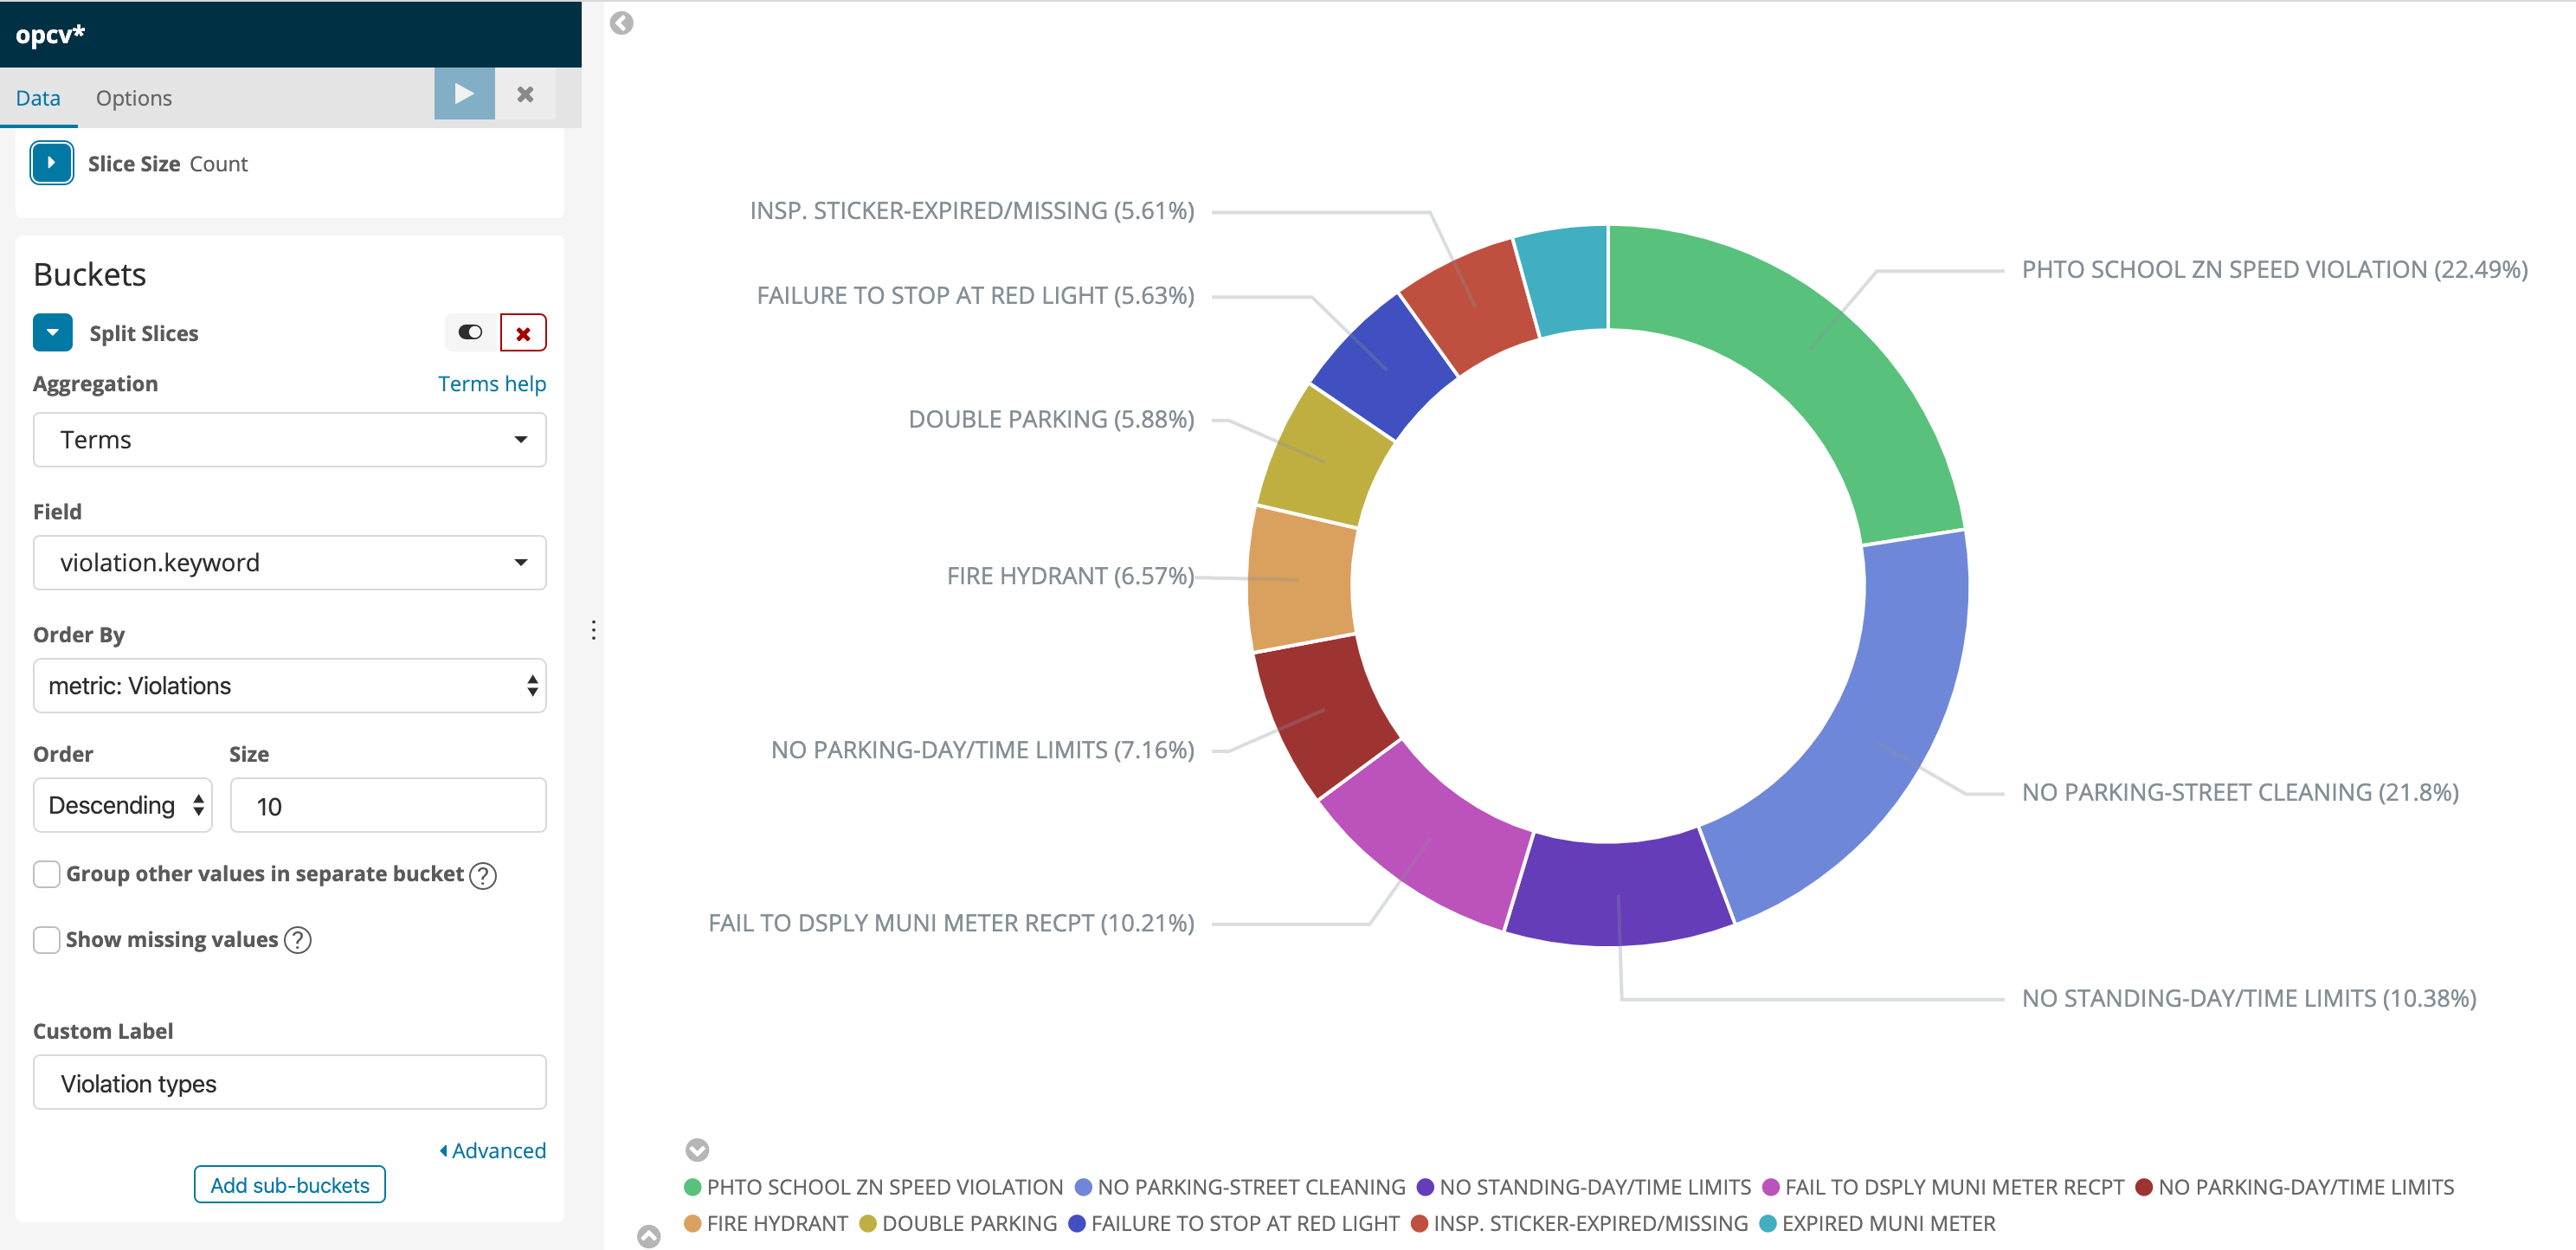 opcv*
Data Options
Slice Size Count
Buckets
Split Slices
Aggregation Terms help
Terms
Field
violation.keyword
Order By
metric: Violations
Order Size
Descending 10
Group other values in separate bucket ?
Show missing values ?
Custom Label
Violation types
Advanced
Add sub-buckets
INSP. STICKER-EXPIRED/MISSING (5.61%)
PHTO SCHOOL ZN SPEED VIOLATION (22.49%)
FAILURE TO STOP AT RED LIGHT (5.63%)
DOUBLE PARKING (5.88%)
FIRE HYDRANT (6.57%)
NO PARKING-DAY/TIME LIMITS (7.16%)
NO PARKING-STREET CLEANING (21.8%)
FAIL TO DSPLY MUNI METER RECPT (10.21%)
NO STANDING-DAY/TIME LIMITS (10.38%)
PHTO SCHOOL ZN SPEED VIOLATION NO PARKING-STREET CLEANING NO STANDING-DAY/TIME LIMITS FAIL TO DSPLY MUNI METER RECPT NO PARKING-DAY/TIME LIMITS
FIRE HYDRANT DOUBLE PARKING FAILURE TO STOP AT RED LIGHT INSP. STICKER-EXPIRED/MISSING EXPIRED MUNI METER